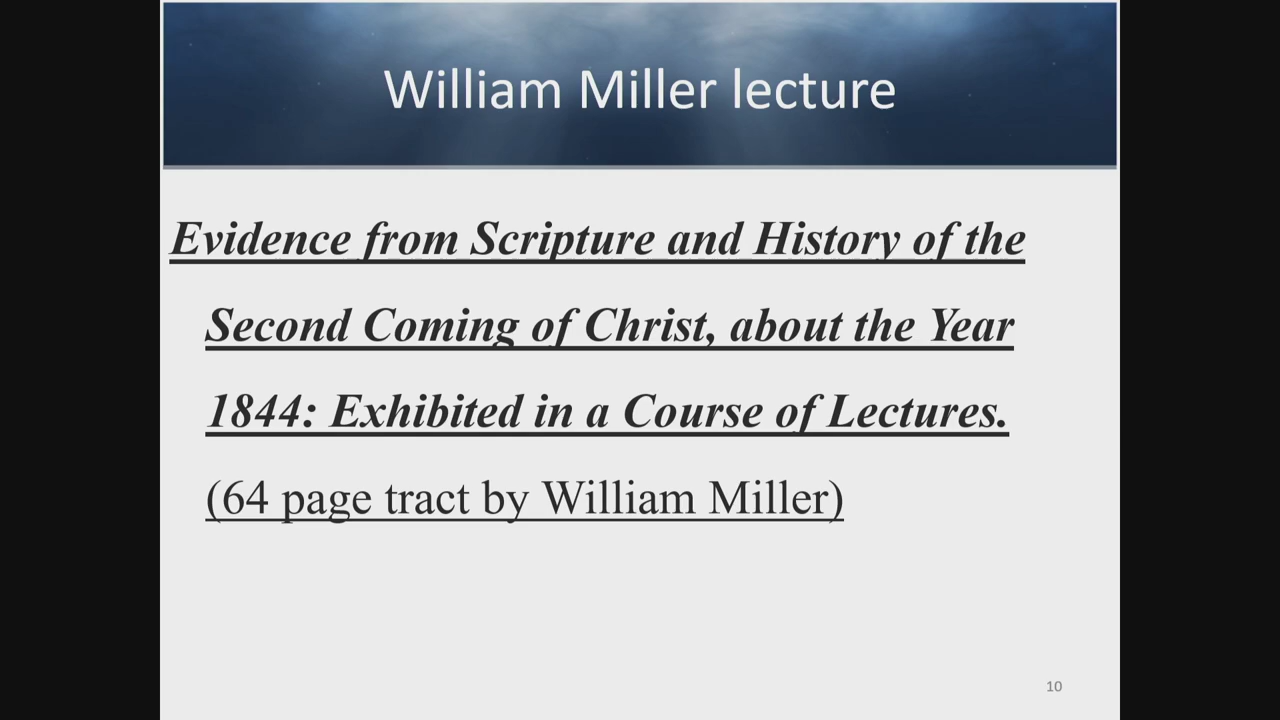 William Miller lecture
Evidence from Scripture and History of the
Second Coming of Christ, about the Year
1844: Exhibited in a Course of Lectures.
(64 page tract by William Miller)
10